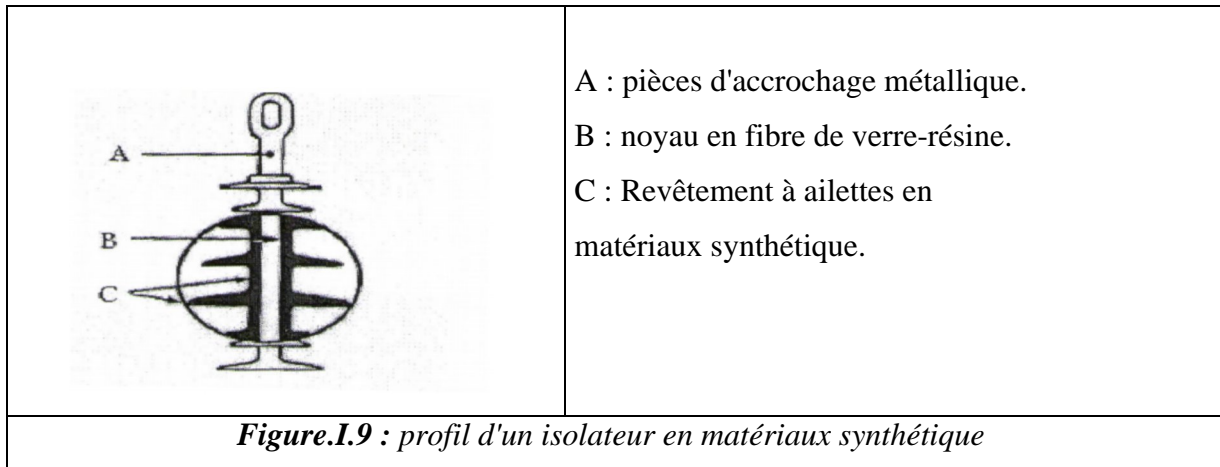 A
B
C
A : pièces d'accrochage métallique.
B : noyau en fibre de verre-résine.
C : Revêtement à ailettes en
matériaux synthétique.
Figure.I.9 : profil d'un isolateur en matériaux synthétique